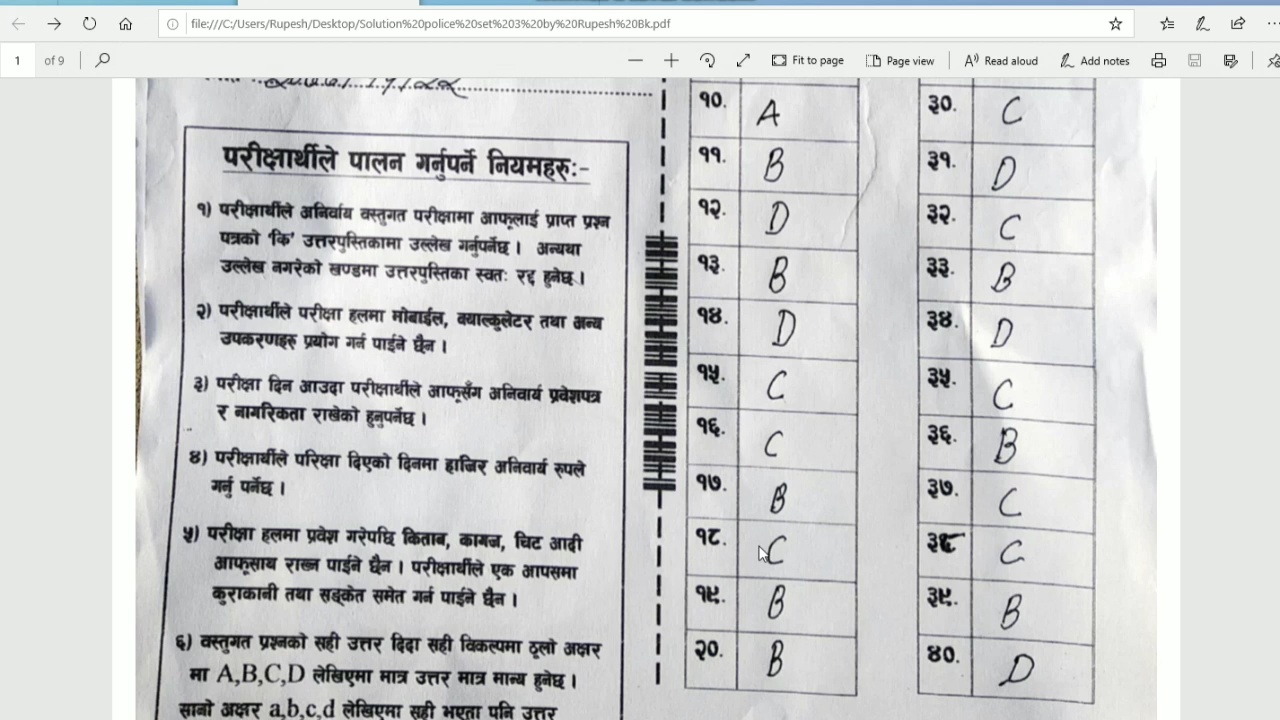 file:///C:/Users/Rupesh/Desktop/Solution%20police%20set%203%20by%20Rupesh%20Bk.pdf
1 of 9
Fit to page
Page view
Read aloud
Add notes
परीक्षार्थीले पालन गर्नुपर्ने नियमहरुः-
१) परीक्षार्थीले अनिर्वाय वस्तुगत परीक्षामा आफूलाई प्राप्त प्रश्न
पत्रको 'कि' उत्तरपुस्तिकामा उल्लेख गर्नुपर्नेछ । अन्यथा
उल्लेख नगरेको खण्डमा उत्तरपुस्तिका स्वतः रद्द हुनेछ ।
२) परीक्षार्थीले परीक्षा हलमा मोबाईल, क्याल्कुलेटर तथा अन्य
उपकरणहरु प्रयोग गर्न पाईने छैन ।
३) परीक्षा दिन आउदा परीक्षार्थीले आफूसँग अनिवार्य प्रवेशपत्र
र नागरिकता राखेको हुनुपर्नेछ ।
४) परीक्षार्थीले परिक्षा दिएको दिनमा हाजिर अनिवार्य रुपले
गर्नु पर्नेछ ।
५) परीक्षा हलमा प्रवेश गरेपछि किताब, कागज, चिट आदी
आफूसाथ राख्न पाईने छैन । परीक्षार्थीले एक आपसमा
कुराकानी तथा सङ्केत समेत गर्न पाईने छैन ।
६) वस्तुगत प्रश्नको सही उत्तर दिदा सही विकल्पमा ठूलो अक्षर
मा A,B,C,D लेखिएमा मात्र उत्तर मात्र मान्य हुनेछ ।
सानो अक्षर a,b,c,d लेखिएमा सही भएता पनि उत्तर
१०. A
११. B
१२. D
१३. B
१४. D
१५. C
१६. C
१७. B
१८. C
१९. B
२०. B
३०. C
३१. D
३२. C
३३. B
३४. D
३५. C
३६. B
३७. C
३८ C
३९. B
४०. D